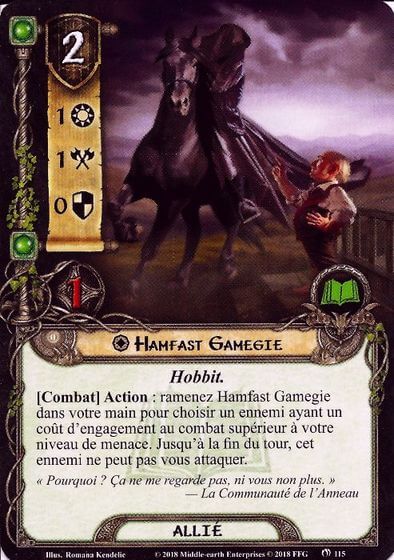 2
1
1
0
1
HAMFAST GAMEGIE
Hobbit.
[Combat] Action : ramenez Hamfast Gamegie
dans votre main pour choisir un ennemi ayant un
coût d'engagement au combat supérieur à votre
niveau de menace. Jusqu'à la fin du tour, cet
ennemi ne peut pas vous attaquer.
« Pourquoi ? Ça ne me regarde pas, ni vous non plus. »
— La Communauté de l'Anneau
ALLIÉ
Illus. Romana Kendelic
© 2018 Middle-earth Enterprises © 2018 FFG
115